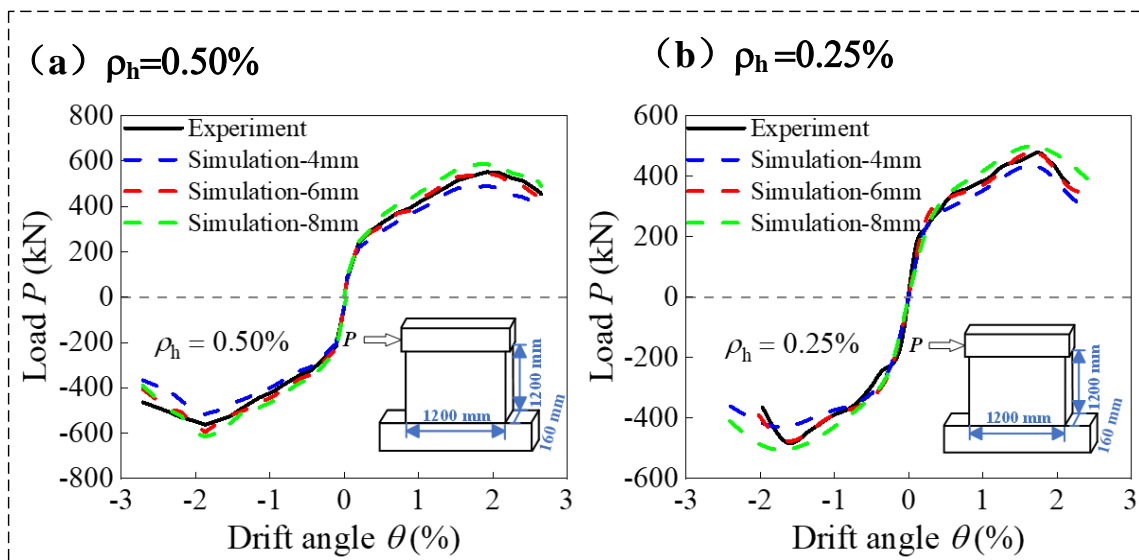 （a）ρh=0.50%
800
600
400
200
0
-200
-400
-600
-800
Load P (kN)
Experiment
Simulation-4mm
Simulation-6mm
Simulation-8mm
ρh = 0.50%
P
1200 mm
1200 mm
160 mm
-3 -2 -1 0 1 2 3
Drift angle θ (%)
（b）ρh =0.25%
600
400
200
0
-200
-400
-600
Load P (kN)
Experiment
Simulation-4mm
Simulation-6mm
Simulation-8mm
ρh = 0.25%
P
1200 mm
1200 mm
160 mm
-3 -2 -1 0 1 2 3
Drift angle θ (%)